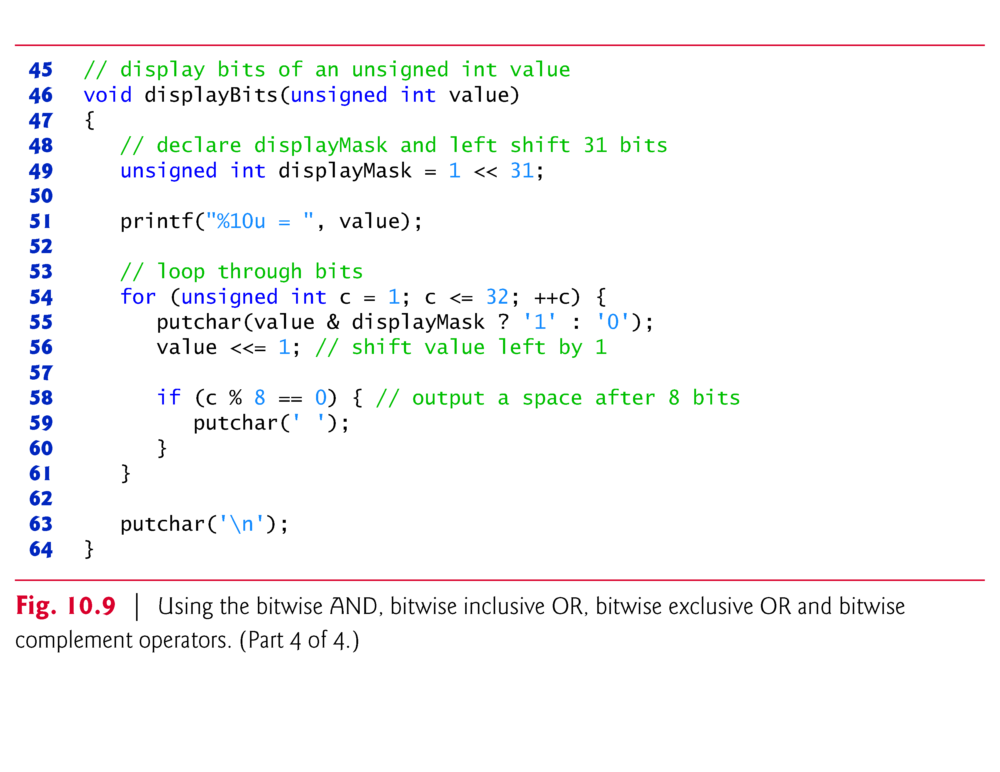 45 // display bits of an unsigned int value
46 void displayBits(unsigned int value)
47 {
48    // declare displayMask and left shift 31 bits
49    unsigned int displayMask = 1 << 31;
50
51    printf("%10u = ", value);
52
53    // loop through bits
54    for (unsigned int c = 1; c <= 32; ++c) {
55       putchar(value & displayMask ? '1' : '0');
56       value <<= 1; // shift value left by 1
57
58       if (c % 8 == 0) { // output a space after 8 bits
59          putchar(' ');
60       }
61    }
62
63    putchar('\n');
64 }
Fig. 10.9 | Using the bitwise AND, bitwise inclusive OR, bitwise exclusive OR and bitwise
complement operators. (Part 4 of 4.)